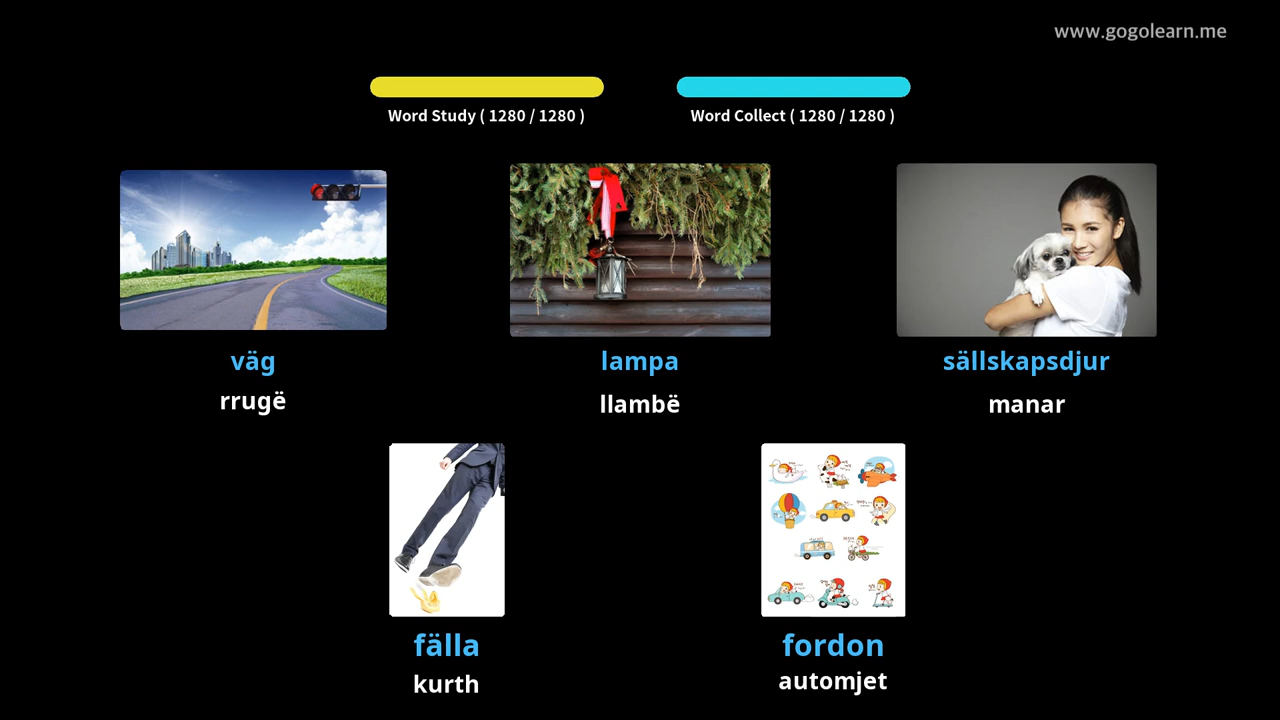 www.gogolearn.me
Word Study ( 1280 / 1280 )
Word Collect ( 1280 / 1280 )
väg
lampa
sällskapsdjur
rrugë
llambë
manar
fälla
fordon
kurth
automjet